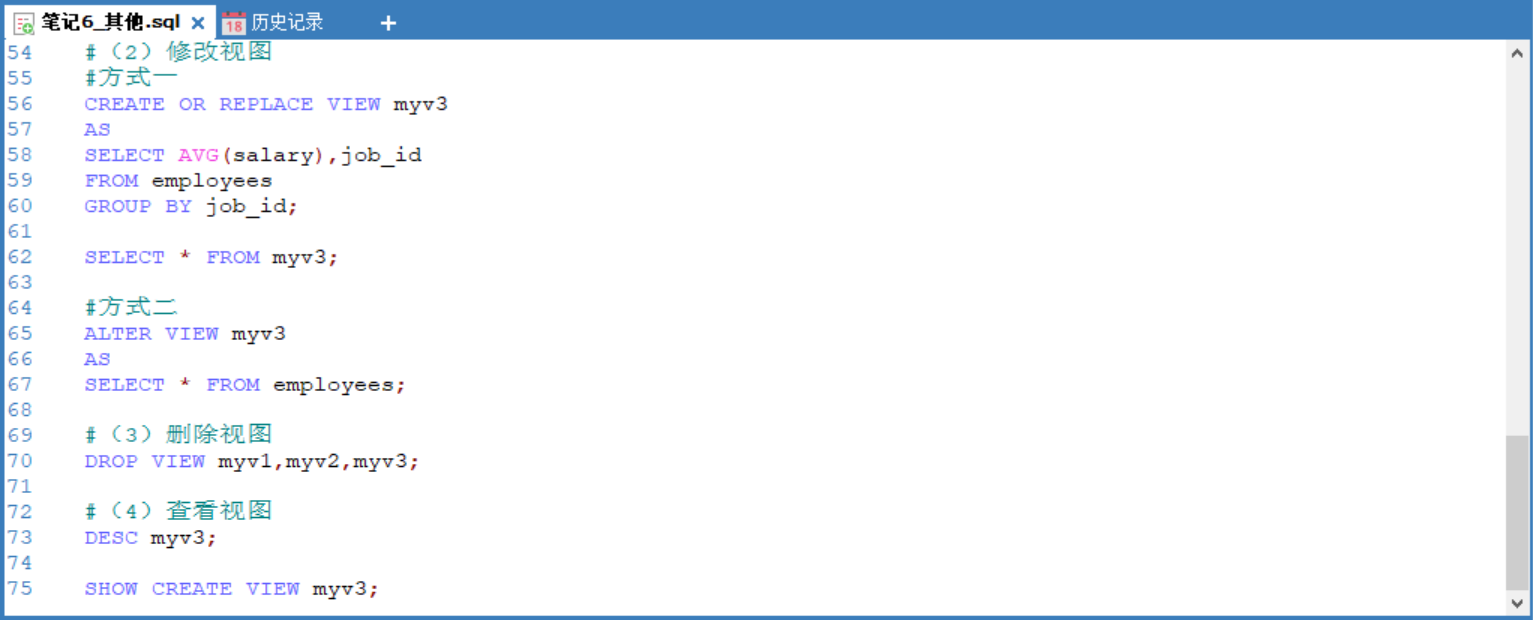 笔记6_其他.sql × 18 历史记录 +
54 #（2）修改视图
55 #方式一
56 CREATE OR REPLACE VIEW myv3
57 AS
58 SELECT AVG(salary),job_id
59 FROM employees
60 GROUP BY job_id;
61
62 SELECT * FROM myv3;
63
64 #方式二
65 ALTER VIEW myv3
66 AS
67 SELECT * FROM employees;
68
69 #（3）删除视图
70 DROP VIEW myv1,myv2,myv3;
71
72 #（4）查看视图
73 DESC myv3;
74
75 SHOW CREATE VIEW myv3;